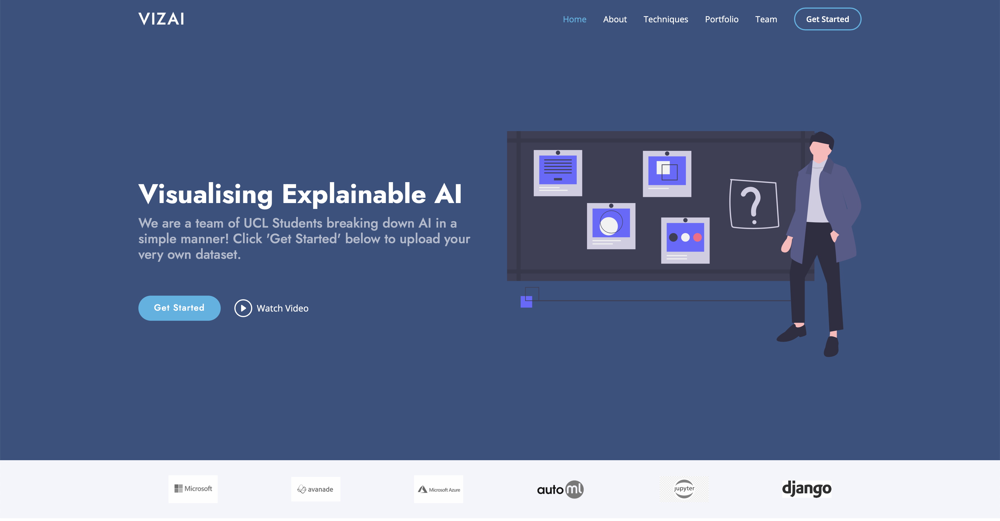 VIZAI
Home About Techniques Portfolio Team Get Started
Visualising Explainable AI
We are a team of UCL Students breaking down AI in a
simple manner! Click 'Get Started' below to upload your
very own dataset.
Get Started Watch Video
?
Microsoft avanade Microsoft Azure auto ml jupyter django